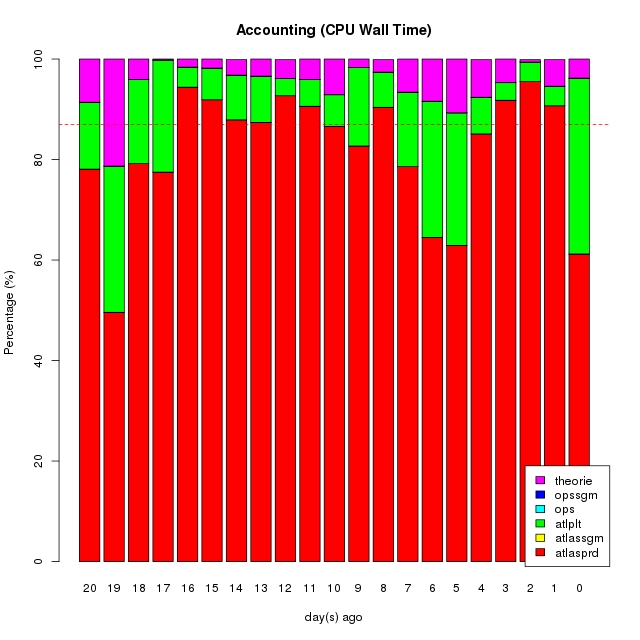 Accounting (CPU Wall Time)
Percentage (%)
100
80
60
40
20
0
theorie
opssgm
ops
atlplt
atlassgm
atlasprd
20 19 18 17 16 15 14 13 12 11 10 9 8 7 6 5 4 3 2 1 0
day(s) ago